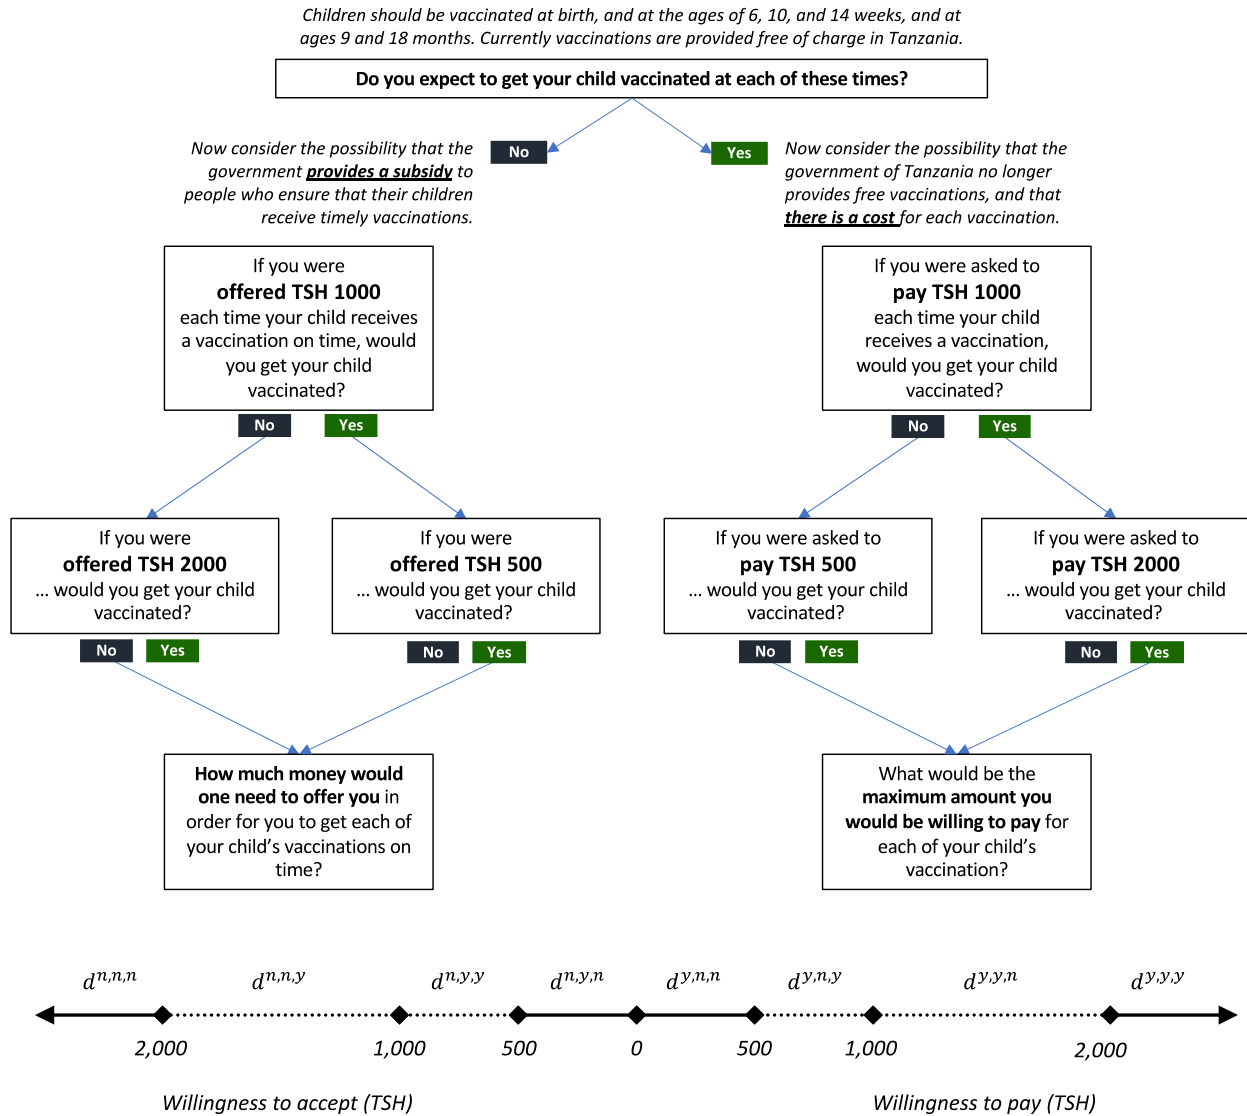 Children should be vaccinated at birth, and at the ages of 6, 10, and 14 weeks, and at
ages 9 and 18 months. Currently vaccinations are provided free of charge in Tanzania.
Do you expect to get your child vaccinated at each of these times?
No
Yes
Now consider the possibility that the
government provides a subsidy to
people who ensure that their children
receive timely vaccinations.
Now consider the possibility that the
government of Tanzania no longer
provides free vaccinations, and that
there is a cost for each vaccination.
If you were
offered TSH 1000
each time your child receives
a vaccination on time, would
you get your child
vaccinated?
No
Yes
If you were asked to
pay TSH 1000
each time your child
receives a vaccination,
would you get your child
vaccinated?
No
Yes
If you were
offered TSH 2000
... would you get your child
vaccinated?
No
Yes
If you were
offered TSH 500
... would you get your child
vaccinated?
No
Yes
If you were asked to
pay TSH 500
... would you get your child
vaccinated?
No
Yes
If you were asked to
pay TSH 2000
... would you get your child
vaccinated?
No
Yes
How much money would
one need to offer you in
order for you to get each of
your child's vaccinations on
time?
What would be the
maximum amount you
would be willing to pay for
each of your child's
vaccination?
d^{n,n,n} d^{n,n,y} d^{n,y,y} d^{n,y,n} d^{y,n,n} d^{y,n,y} d^{y,y,n} d^{y,y,y}
2,000 1,000 500 0 500 1,000 2,000
Willingness to accept (TSH)
Willingness to pay (TSH)